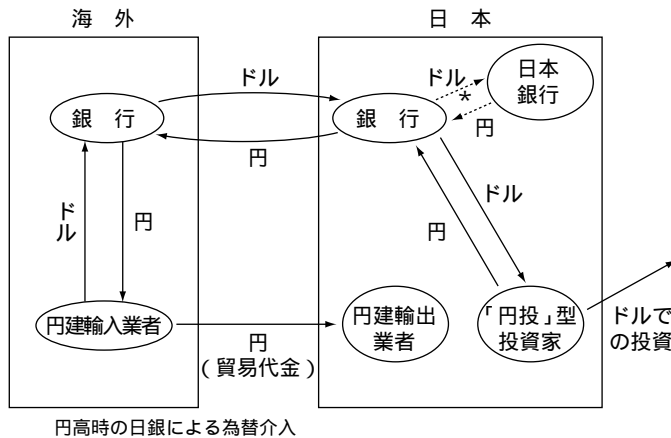 海 外
日 本
ドル
ドル
日本
銀行
*
銀 行
銀 行
円
円
ドル
円
ドル
円
円建輸入業者
円建輸出
業者
「円投」型
投資家
ドルで
の投資
円
(貿易代金)
円高時の日銀による為替介入